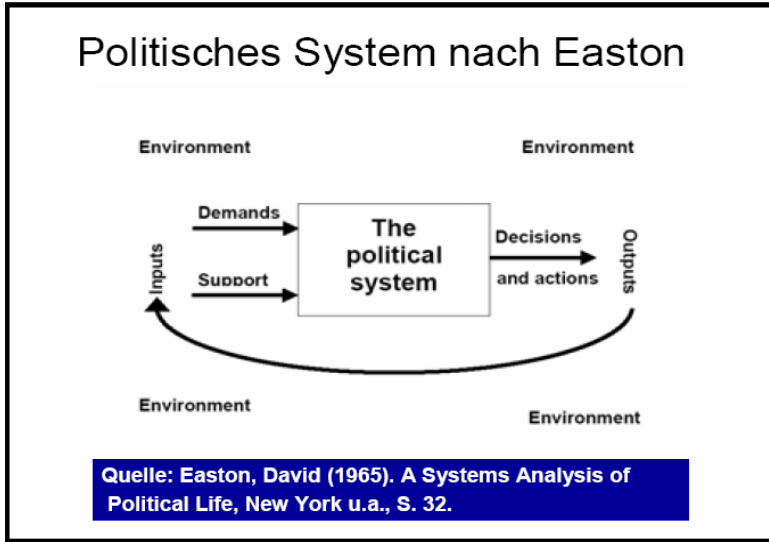 Politisches System nach Easton
Environment
Environment
Demands
The
political
system
Decisions
Inputs
Outputs
Support
and actions
Environment
Environment
Quelle: Easton, David (1965). A Systems Analysis of
Political Life, New York u.a., S. 32.